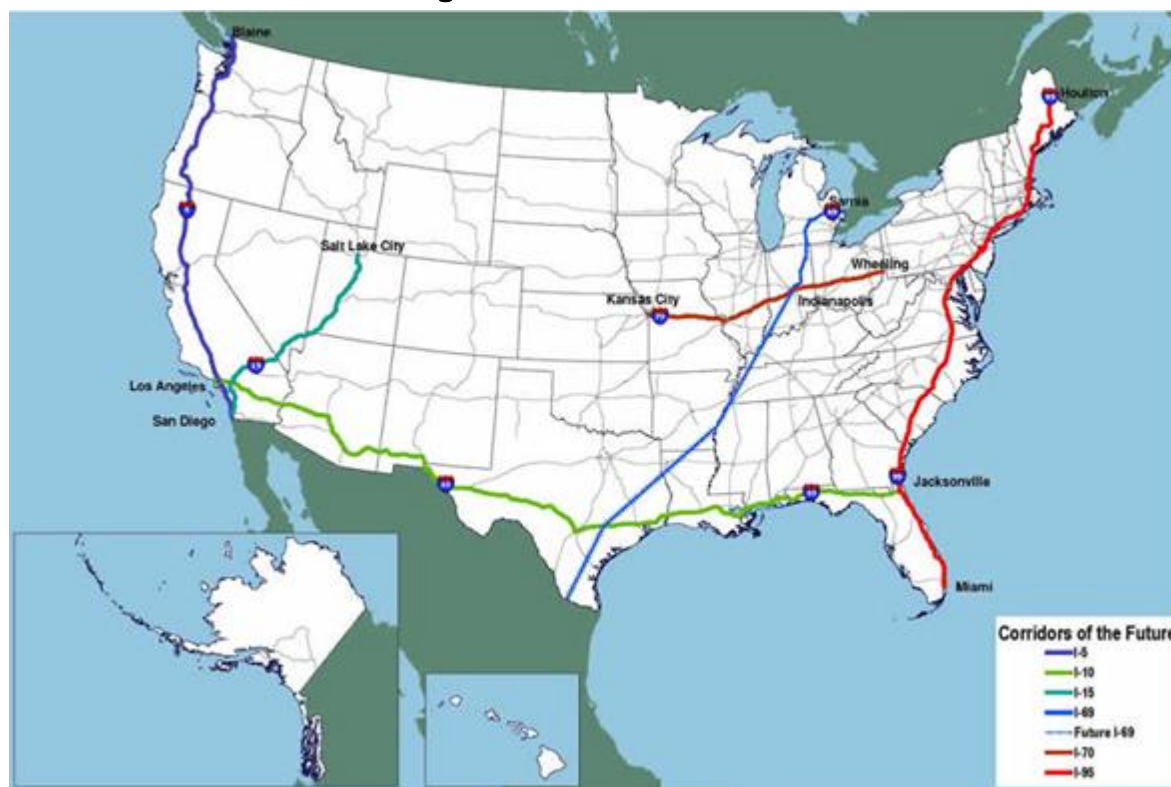 Blaine
Houlton
Sarnia
Salt Lake City
Wheeling
Kansas City
Indianapolis
Los Angeles
San Diego
Jacksonville
Miami
Corridors of the Future
I-5
I-10
I-15
I-69
Future I-69
I-70
I-95